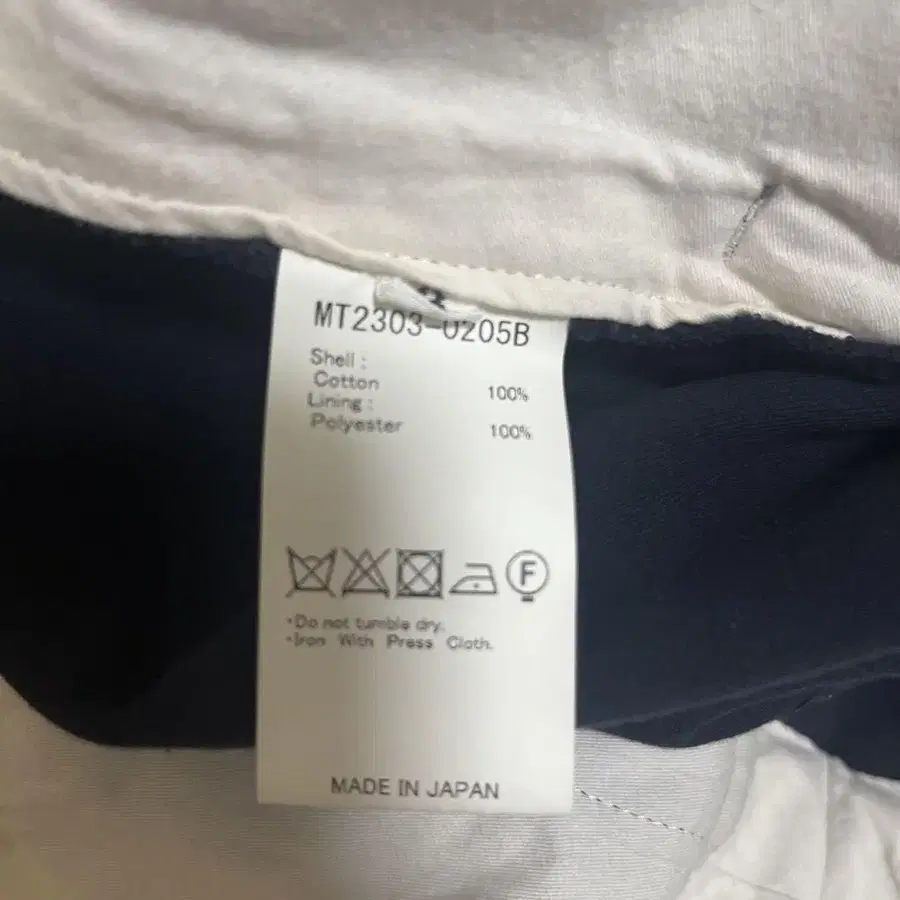 MT2303-0205B
Shell :
Cotton 100%
Lining :
Polyester 100%
F
·Do not tumble dry.
·Iron With Press Cloth.
MADE IN JAPAN